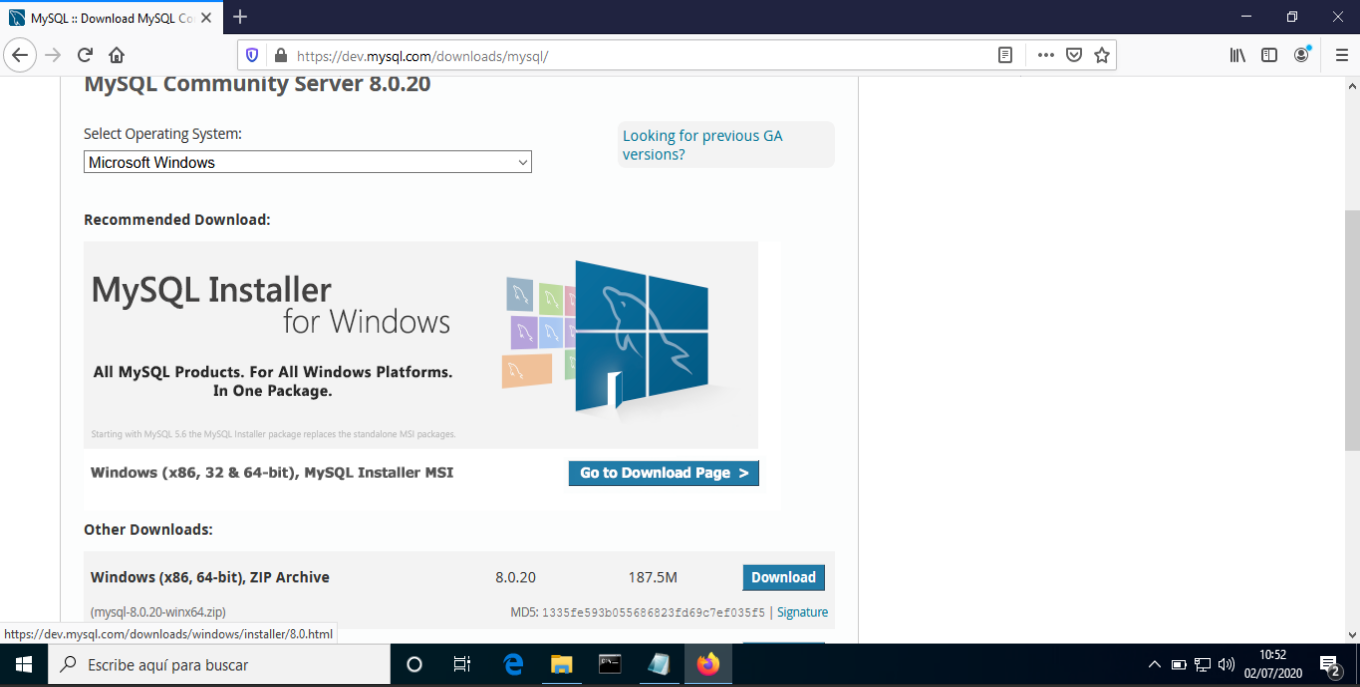 MySQL :: Download MySQL Co
https://dev.mysql.com/downloads/mysql/
MySQL Community Server 8.0.20
Select Operating System:
Microsoft Windows
Looking for previous GA
versions?
Recommended Download:
MySQL Installer
for Windows
All MySQL Products. For All Windows Platforms.
In One Package.
Starting with MySQL 5.6 the MySQL Installer package replaces the standalone MSI packages.
Windows (x86, 32 & 64-bit), MySQL Installer MSI
Go to Download Page >
Other Downloads:
Windows (x86, 64-bit), ZIP Archive 8.0.20 187.5M Download
(mysql-8.0.20-winx64.zip) MD5: 1335fe593b055686823fd69c7ef035f5 | Signature
https://dev.mysql.com/downloads/windows/installer/8.0.html
Escribe aquí para buscar
10:52
02/07/2020
2